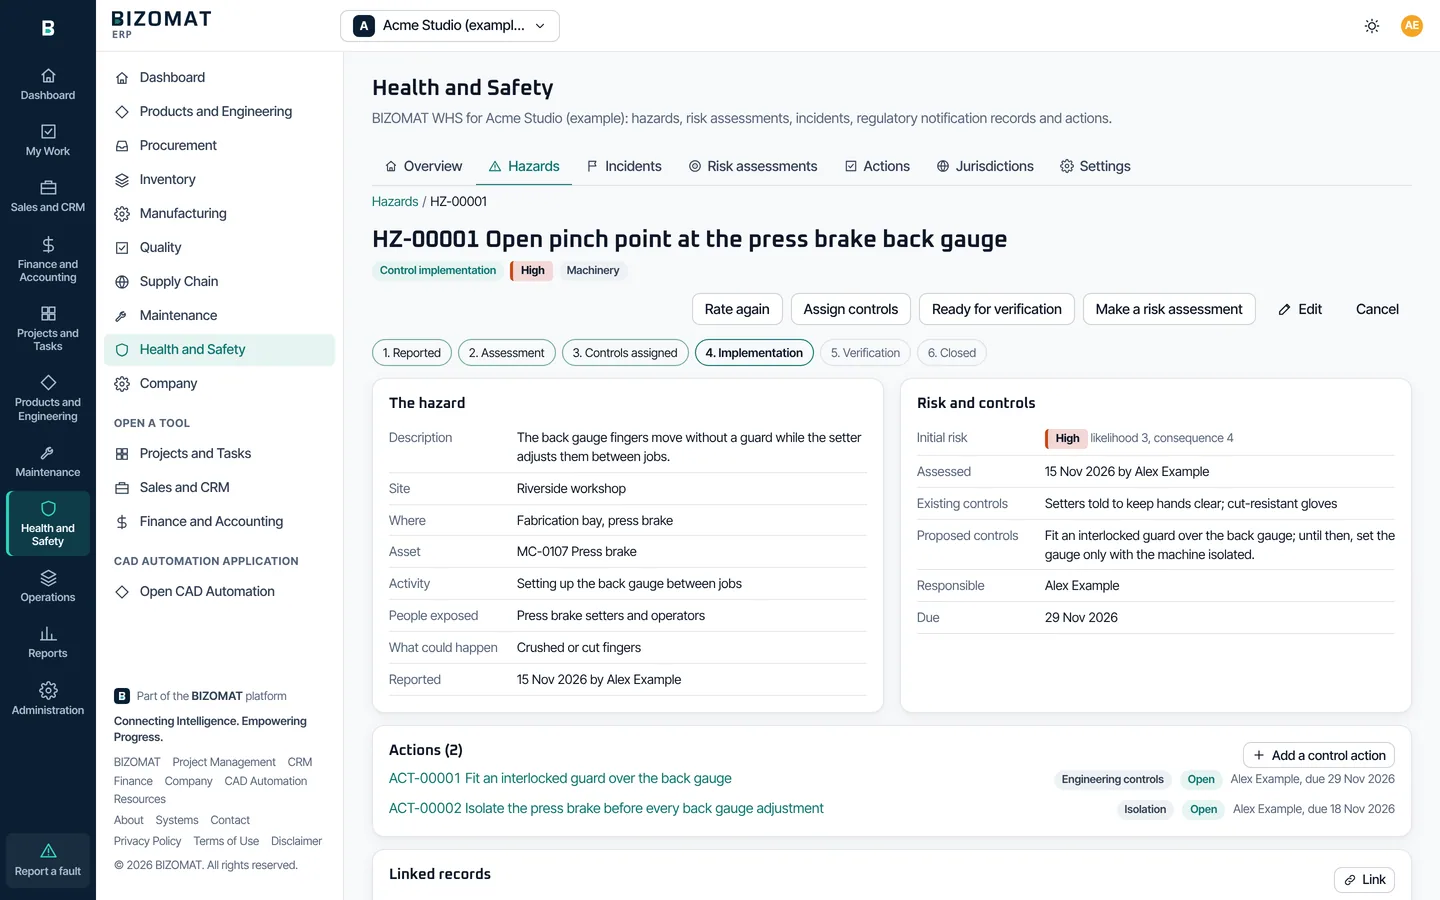 B
Dashboard
My Work
Sales and CRM
Finance and
Accounting
Projects and
Tasks
Products and
Engineering
Maintenance
Health and
Safety
Operations
Reports
Administration
Report a fault
BIZOMAT
ERP
A Acme Studio (exampl...
AE
Dashboard
Products and Engineering
Procurement
Inventory
Manufacturing
Quality
Supply Chain
Maintenance
Health and Safety
Company
OPEN A TOOL
Projects and Tasks
Sales and CRM
Finance and Accounting
CAD AUTOMATION APPLICATION
Open CAD Automation
B Part of the BIZOMAT platform
Connecting Intelligence. Empowering
Progress.
BIZOMAT Project Management CRM
Finance Company CAD Automation
Resources
About Systems Contact
Privacy Policy Terms of Use Disclaimer
© 2026 BIZOMAT. All rights reserved.
Health and Safety
BIZOMAT WHS for Acme Studio (example): hazards, risk assessments, incidents, regulatory notification records and actions.
Overview Hazards Incidents Risk assessments Actions Jurisdictions Settings
Hazards / HZ-00001
HZ-00001 Open pinch point at the press brake back gauge
Control implementation High Machinery
Rate again Assign controls Ready for verification Make a risk assessment Edit Cancel
1. Reported 2. Assessment 3. Controls assigned 4. Implementation 5. Verification 6. Closed
The hazard
Description The back gauge fingers move without a guard while the setter
adjusts them between jobs.
Site Riverside workshop
Where Fabrication bay, press brake
Asset MC-0107 Press brake
Activity Setting up the back gauge between jobs
People exposed Press brake setters and operators
What could happen Crushed or cut fingers
Reported 15 Nov 2026 by Alex Example
Risk and controls
Initial risk High likelihood 3, consequence 4
Assessed 15 Nov 2026 by Alex Example
Existing controls Setters told to keep hands clear; cut-resistant gloves
Proposed controls Fit an interlocked guard over the back gauge; until then, set the
gauge only with the machine isolated.
Responsible Alex Example
Due 29 Nov 2026
Actions (2)
Add a control action
ACT-00001 Fit an interlocked guard over the back gauge Engineering controls Open Alex Example, due 29 Nov 2026
ACT-00002 Isolate the press brake before every back gauge adjustment Isolation Open Alex Example, due 18 Nov 2026
Linked records
Link